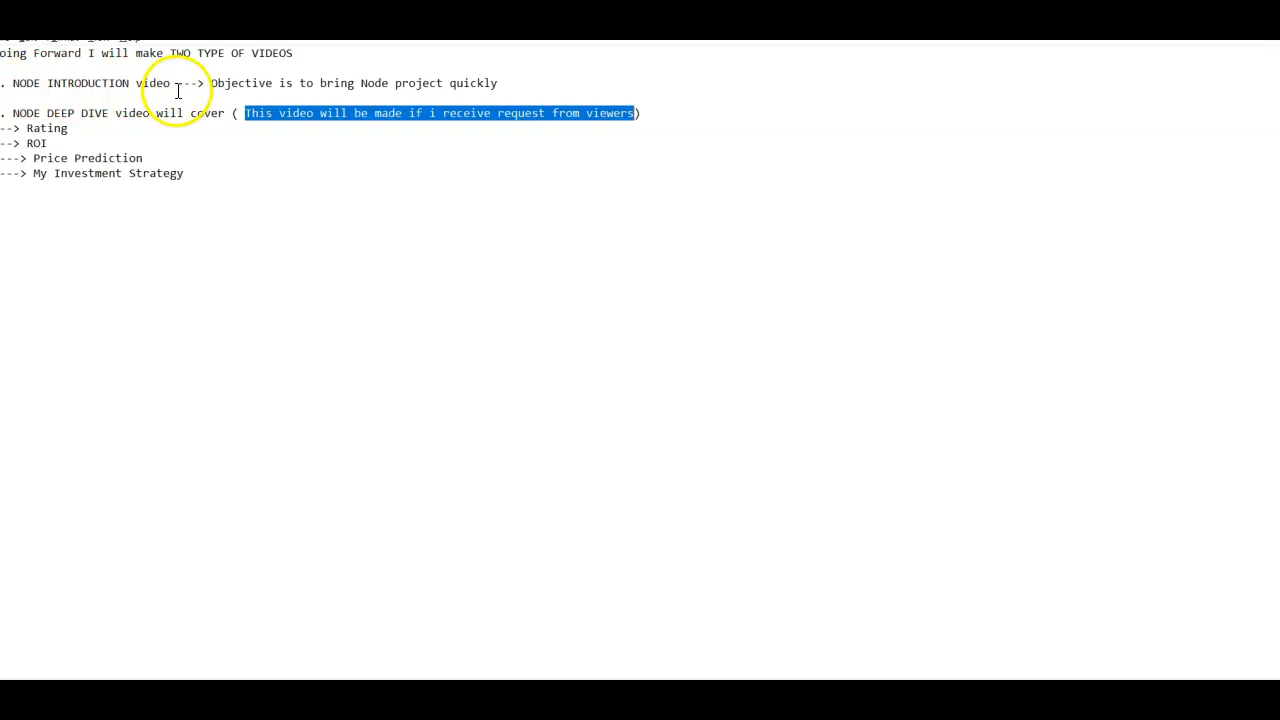 oing Forward I will make TWO TYPE OF VIDEOS
. NODE INTRODUCTION video ---> Objective is to bring Node project quickly
. NODE DEEP DIVE video will cover ( This video will be made if i receive request from viewers)
--> Rating
--> ROI
---> Price Prediction
---> My Investment Strategy